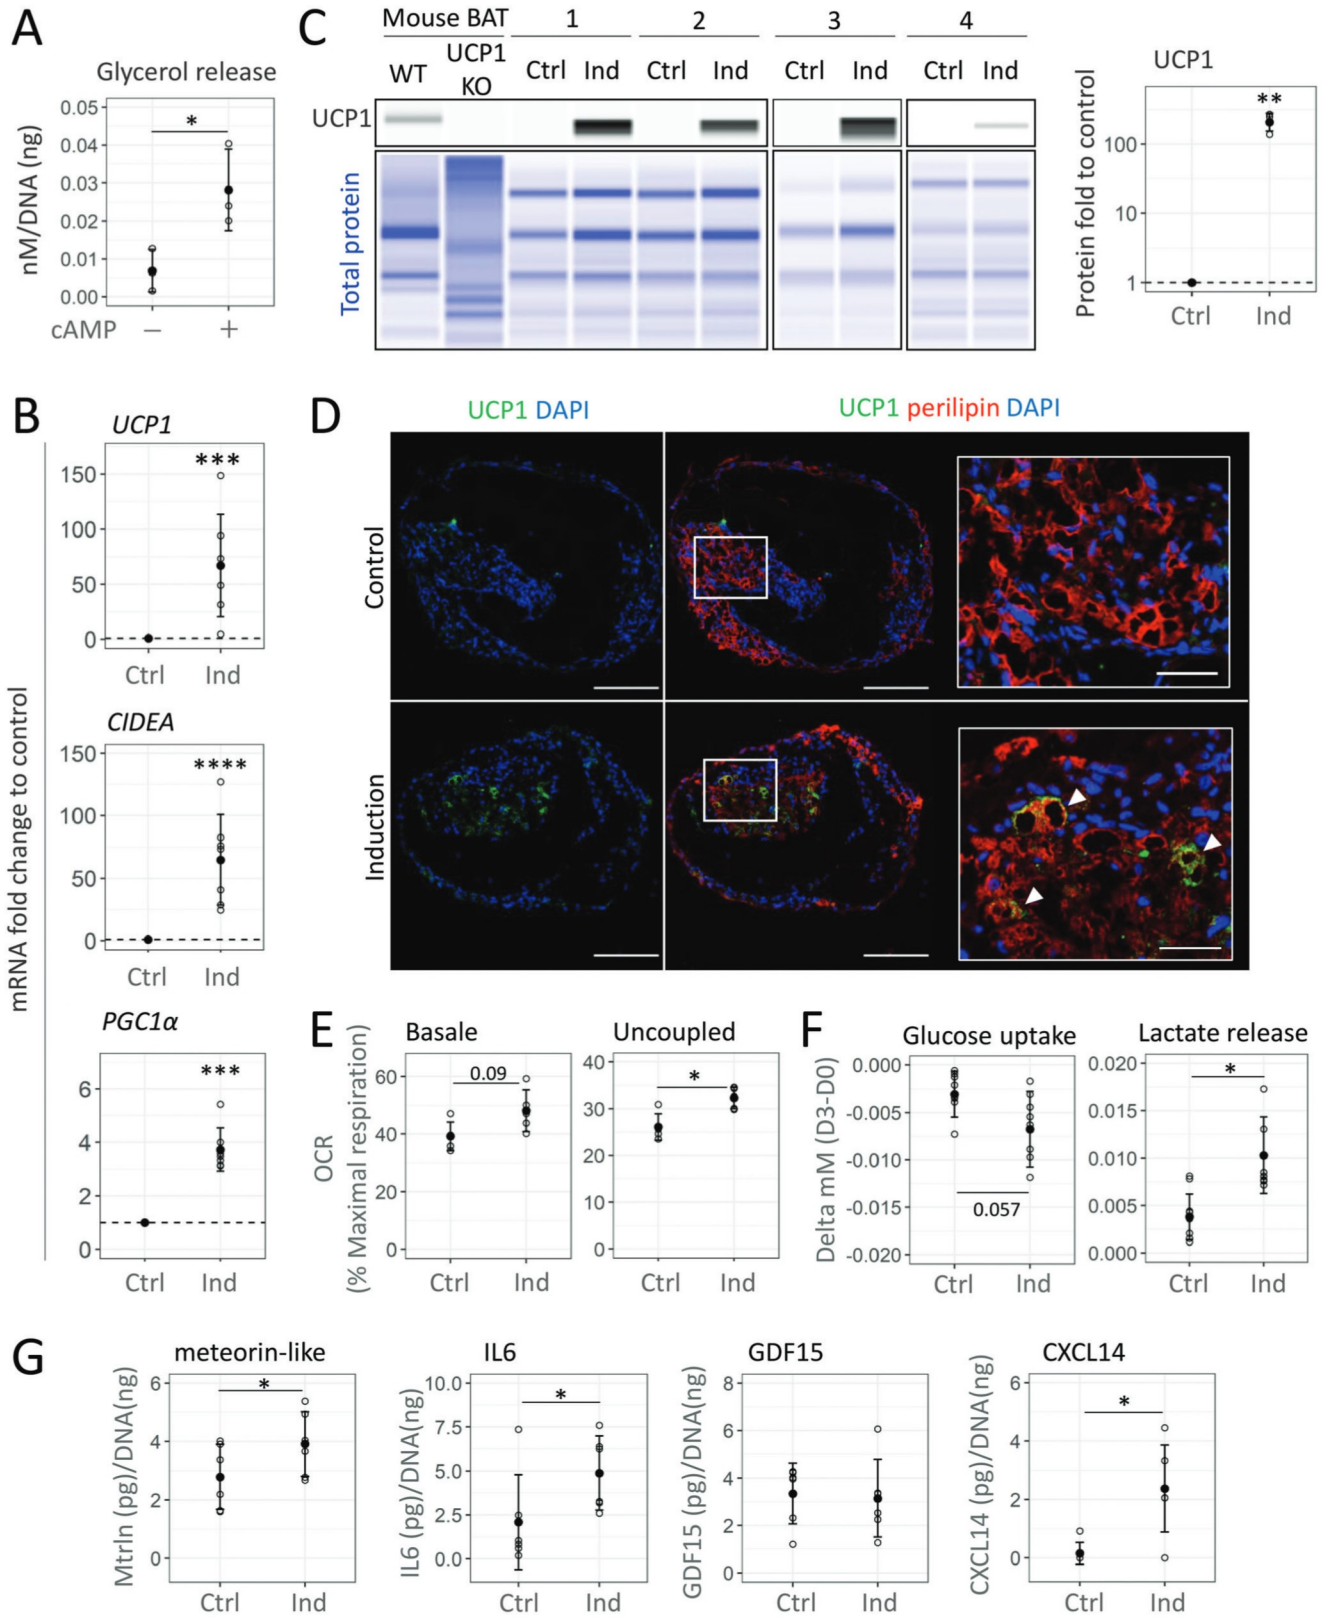 A
Glycerol release
nM/DNA (ng)
0.05
0.04
0.03
0.02
0.01
0.00
*
cAMP − +
C
Mouse BAT 1 2 3 4
WT UCP1 KO Ctrl Ind Ctrl Ind Ctrl Ind Ctrl Ind
UCP1
Total protein
UCP1
Protein fold to control
**
100
10
1
Ctrl Ind
B
mRNA fold change to control
UCP1
***
150
100
50
0
Ctrl Ind
CIDEA
****
150
100
50
0
Ctrl Ind
PGC1α
***
6
4
2
0
Ctrl Ind
D
UCP1 DAPI
UCP1 perilipin DAPI
Control
Induction
E
Basale
OCR
(% Maximal respiration)
0.09
60
40
20
0
Ctrl Ind
Uncoupled
*
40
30
20
10
0
Ctrl Ind
F
Glucose uptake
Delta mM (D3-D0)
0.000
-0.005
-0.010
-0.015
-0.020
0.057
Ctrl Ind
Lactate release
*
0.020
0.015
0.010
0.005
0.000
Ctrl Ind
G
meteorin-like
Mtrln (pg)/DNA(ng)
*
6
4
2
0
Ctrl Ind
IL6
IL6 (pg)/DNA(ng)
*
10.0
7.5
5.0
2.5
0.0
Ctrl Ind
GDF15
GDF15 (pg)/DNA(ng)
8
6
4
2
0
Ctrl Ind
CXCL14
CXCL14 (pg)/DNA(ng)
*
6
4
2
0
Ctrl Ind